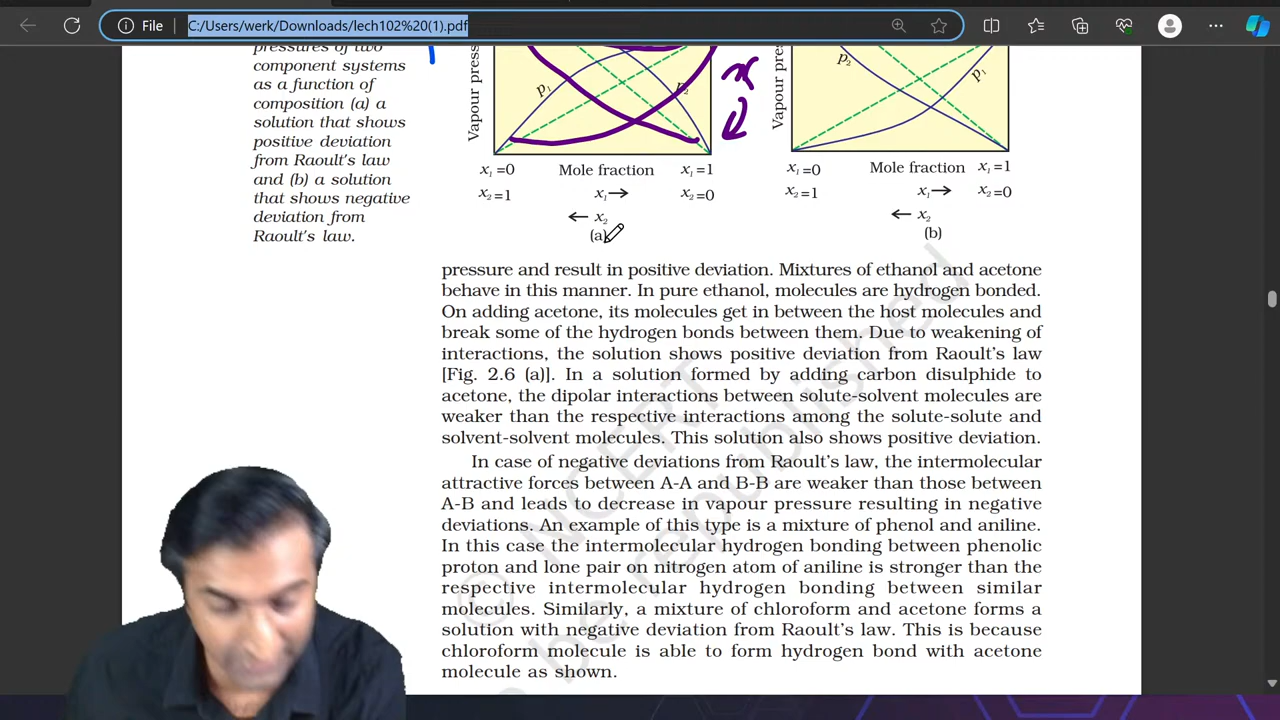 File
C:/Users/werk/Downloads/lech102%20(1).pdf
pressures of two
component systems
as a function of
composition (a) a
solution that shows
positive deviation
from Raoult's law
and (b) a solution
that shows negative
deviation from
Raoult's law.
Vapour press
p₁
p₂
x₁=0
Mole fraction
x₁=1
x₂=1
x₁→
x₂=0
← x₂
(a)
x
Vapour pres
p₂
p₁
x₁=0
Mole fraction
x₁=1
x₂=1
x₁→
x₂=0
← x₂
(b)
pressure and result in positive deviation. Mixtures of ethanol and acetone
behave in this manner. In pure ethanol, molecules are hydrogen bonded.
On adding acetone, its molecules get in between the host molecules and
break some of the hydrogen bonds between them. Due to weakening of
interactions, the solution shows positive deviation from Raoult's law
[Fig. 2.6 (a)]. In a solution formed by adding carbon disulphide to
acetone, the dipolar interactions between solute-solvent molecules are
weaker than the respective interactions among the solute-solute and
solvent-solvent molecules. This solution also shows positive deviation.
In case of negative deviations from Raoult's law, the intermolecular
attractive forces between A-A and B-B are weaker than those between
A-B and leads to decrease in vapour pressure resulting in negative
deviations. An example of this type is a mixture of phenol and aniline.
In this case the intermolecular hydrogen bonding between phenolic
proton and lone pair on nitrogen atom of aniline is stronger than the
respective intermolecular hydrogen bonding between similar
molecules. Similarly, a mixture of chloroform and acetone forms a
solution with negative deviation from Raoult's law. This is because
chloroform molecule is able to form hydrogen bond with acetone
molecule as shown.
© NCERT
be republished